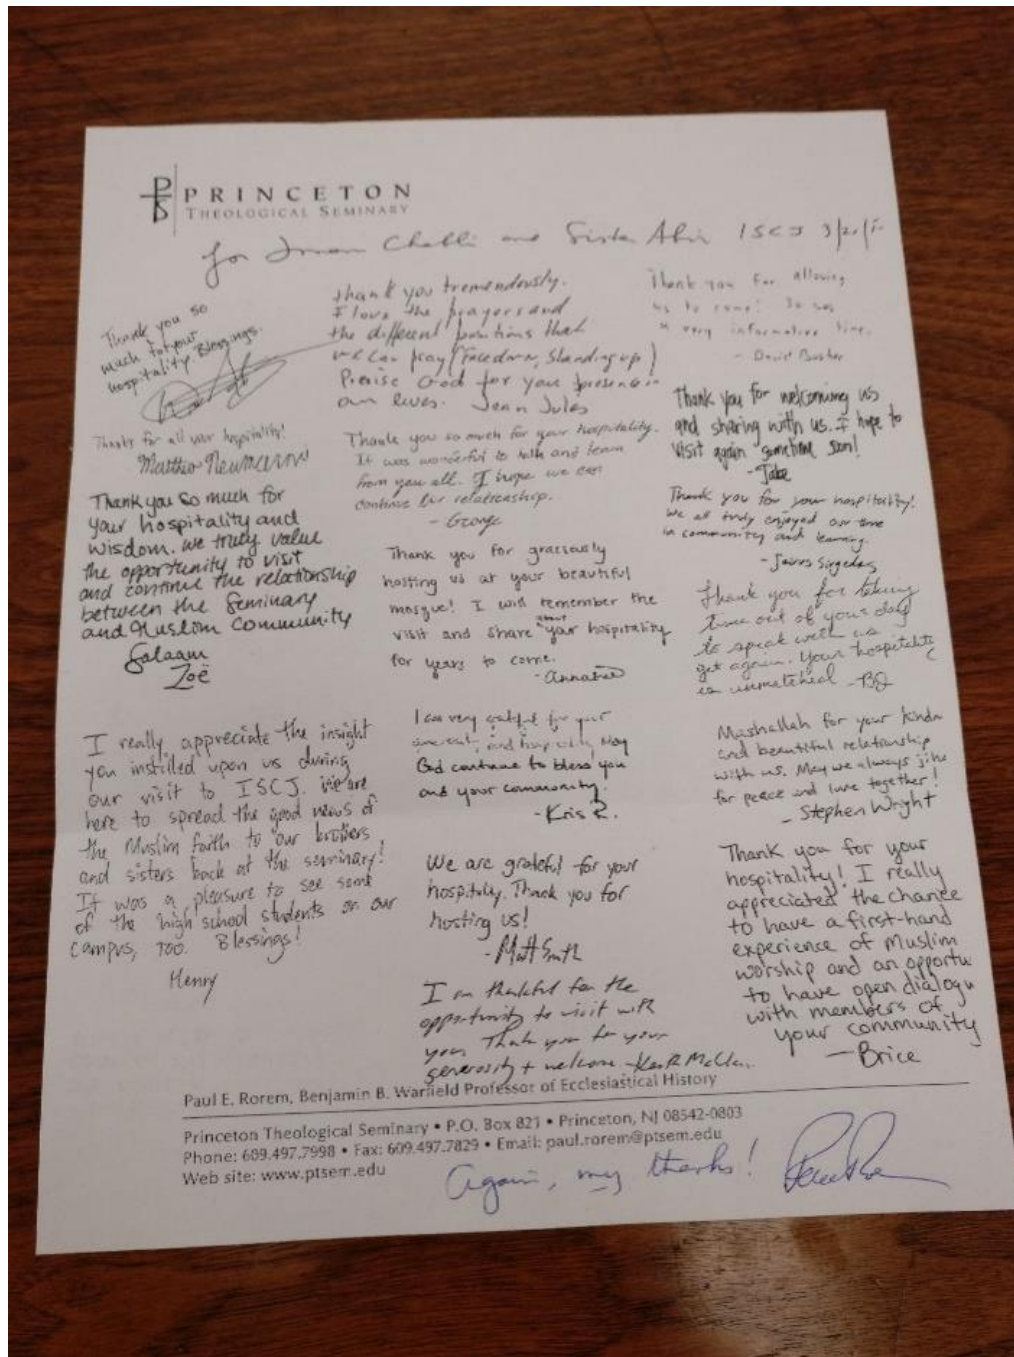 PRINCETON
THEOLOGICAL SEMINARY
for Imam Chebli and Sister ISCJ
Thank you so
much for your
hospitality. Blessings.
Thanks for all your hospitality!
Matthew Neumann
Thank you so much for
your hospitality and
wisdom. We truly value
the opportunity to visit
and continue the relationship
between the Seminary
and Muslim Community
Salaam
Zoë
I really appreciate the insight
you instilled upon us during
our visit to ISCJ. We are
here to spread the good news of
the Muslim faith to our brothers
and sisters back at the seminary!
It was a pleasure to see some
of the high school students on our
campus, too. Blessings!
Henry
thank you tremendously.
I love the prayers and
the different positions that
we can pray (Facedown, Standing up)
Praise God for your presence in
our lives. Jean Jules
Thank you so much for your hospitality.
It was wonderful to talk and learn
from you all. I hope we can
continue our relationship.
- George
Thank you for graciously
hosting us at your beautiful
mosque! I will remember the
visit and share about your hospitality
for years to come.
I am very grateful for your
and hospitality. May
God continue to bless you
and your community.
- Kris R.
We are grateful for your
hospitality. Thank you for
hosting us!
- Matt Smith
I am thankful for the
opportunity to visit with
you. Thank you for your
generosity + welcome
Thank you for allowing
us to come! It was
a very informative time.
- David
Thank you for welcoming us
and sharing with us. I hope to
visit again sometime soon!
- Jake
Thank you for your hospitality!
We all truly enjoyed our time
in community and learning.
Thank you for taking
time out of your day
to speak with us
yet again. Your hospitality
is unmatched - BJ
Mashallah for your kind
and beautiful relationship
with us. May we always
for peace and love together!
- Stephen Wright
Thank you for your
hospitality! I really
appreciated the chance
to have a first-hand
experience of Muslim
worship and an opportu
to have open dialogu
with members of
your community
- Brice
Paul E. Rorem, Benjamin B. Warfield Professor of Ecclesiastical History
Princeton Theological Seminary • P.O. Box 821 • Princeton, NJ 08542-0803
Phone: 609.497.7998 • Fax: 609.497.7829 • Email: paul.rorem@ptsem.edu
Web site: www.ptsem.edu
Again, my thanks!